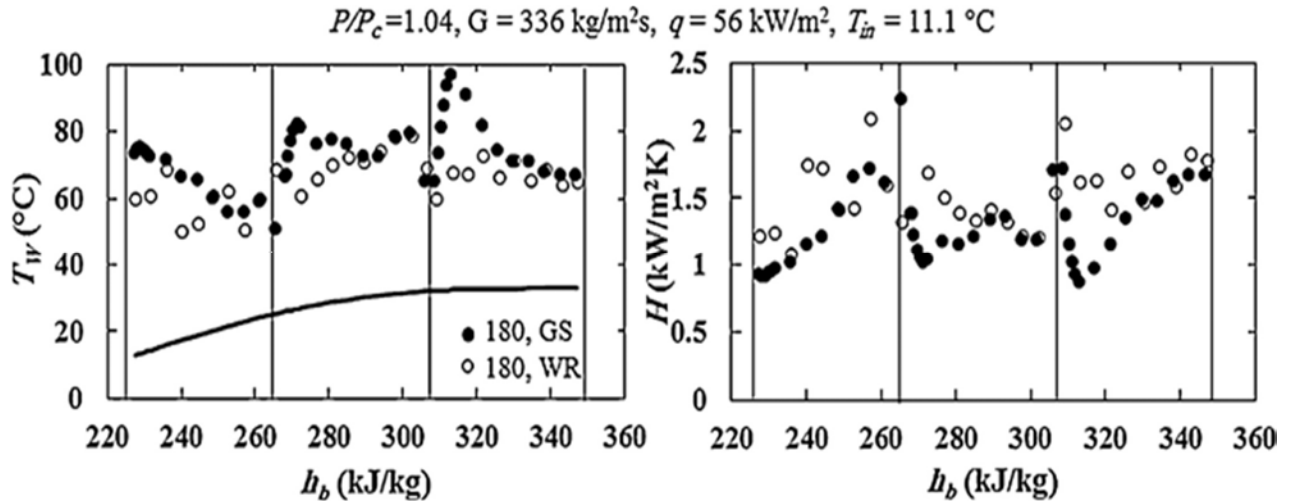 P/Pc=1.04, G = 336 kg/m²s, q = 56 kW/m², Tin = 11.1 °C
100
80
60
40
20
0
TW (°C)
180, GS
180, WR
220 240 260 280 300 320 340 360
hb (kJ/kg)
2.5
2
1.5
1
0.5
0
H (kW/m²K)
220 240 260 280 300 320 340 360
hb (kJ/kg)